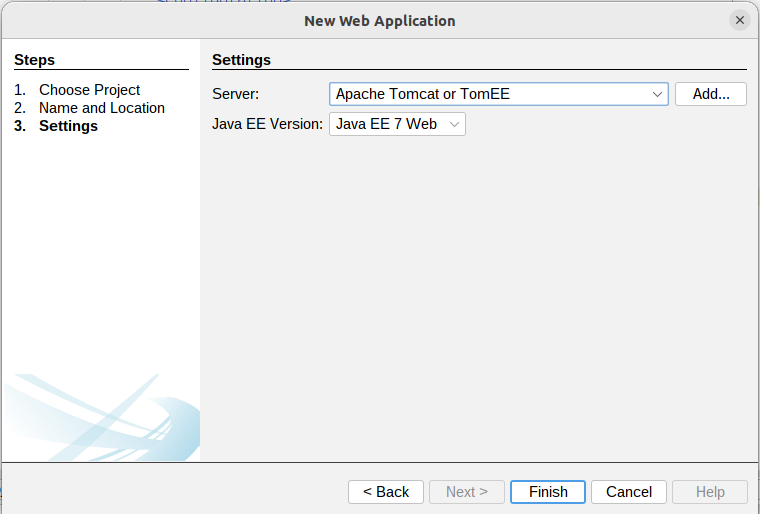 New Web Application
Steps
1. Choose Project
2. Name and Location
3. Settings
Settings
Server: Apache Tomcat or TomEE Add...
Java EE Version: Java EE 7 Web
< Back Next > Finish Cancel Help